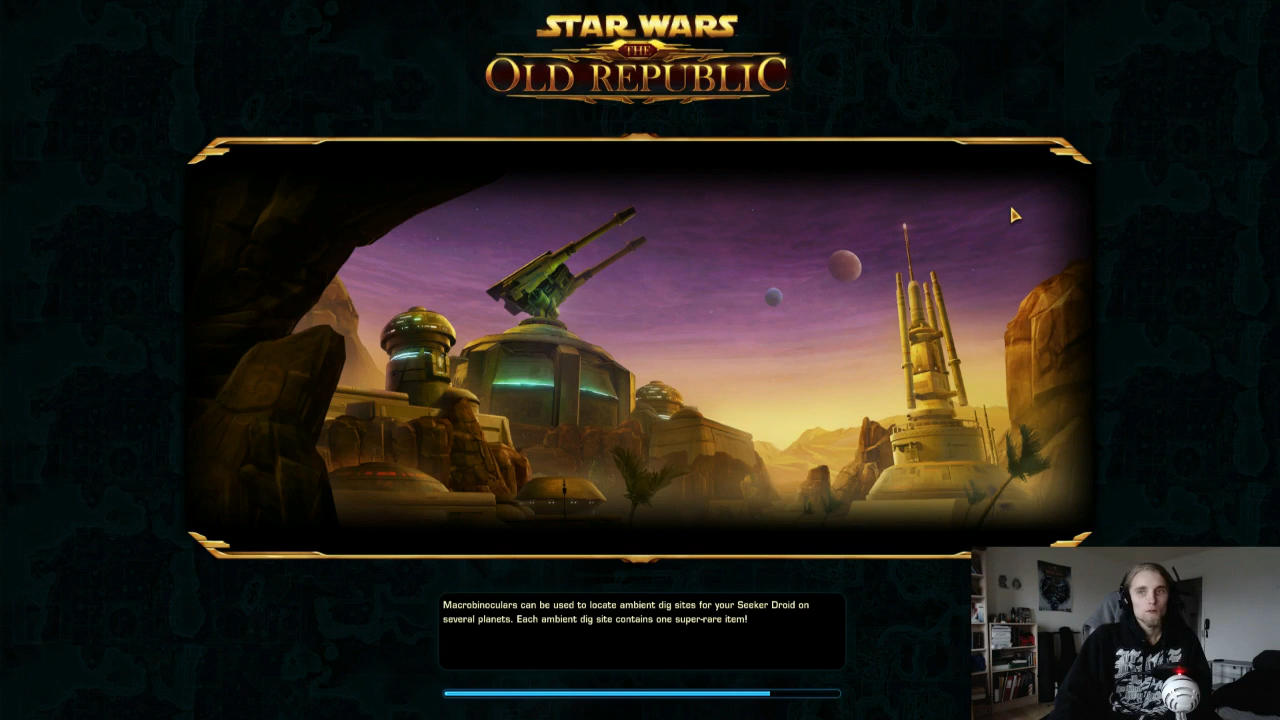 STAR WARS
THE
OLD REPUBLIC
Macrobinoculars can be used to locate ambient dig sites for your Seeker Droid on
several planets. Each ambient dig site contains one super-rare item!